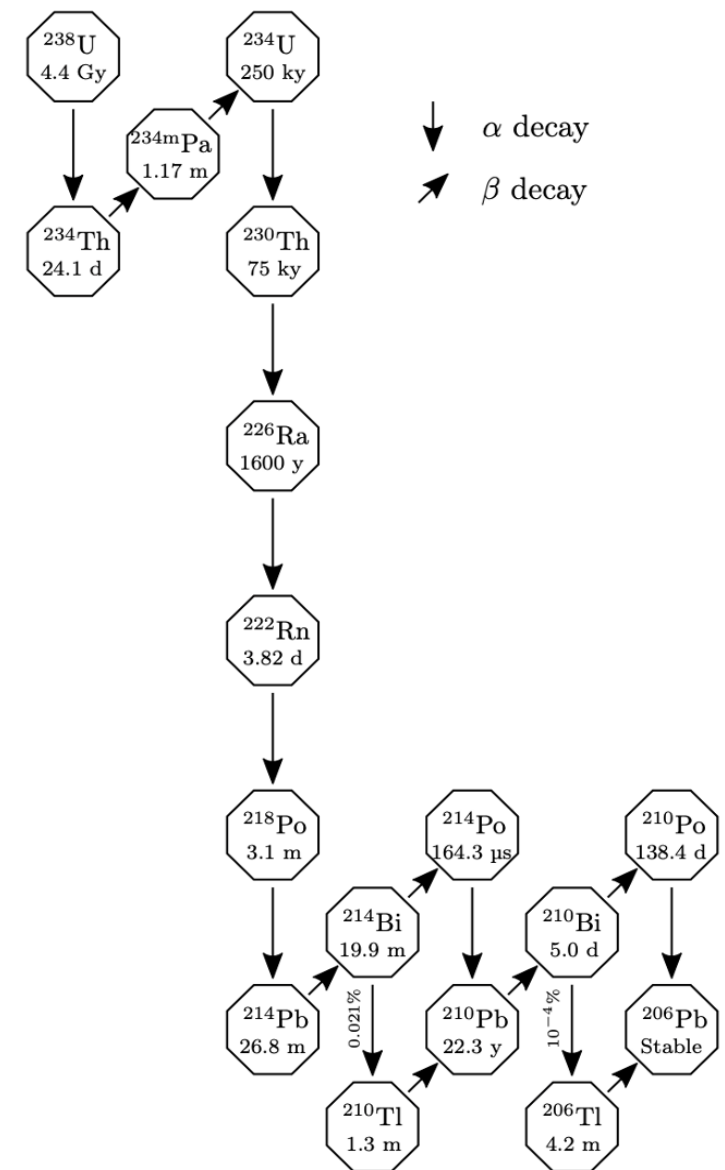 ²³⁸U
4.4 Gy
²³⁴U
250 ky
α decay
²³⁴ᵐPa
1.17 m
β decay
²³⁴Th
24.1 d
²³⁰Th
75 ky
²²⁶Ra
1600 y
²²²Rn
3.82 d
²¹⁸Po
3.1 m
²¹⁴Po
164.3 µs
²¹⁰Po
138.4 d
²¹⁴Bi
19.9 m
²¹⁰Bi
5.0 d
²¹⁴Pb
26.8 m
0.021%
²¹⁰Pb
22.3 y
10⁻⁴%
²⁰⁶Pb
Stable
²¹⁰Tl
1.3 m
²⁰⁶Tl
4.2 m